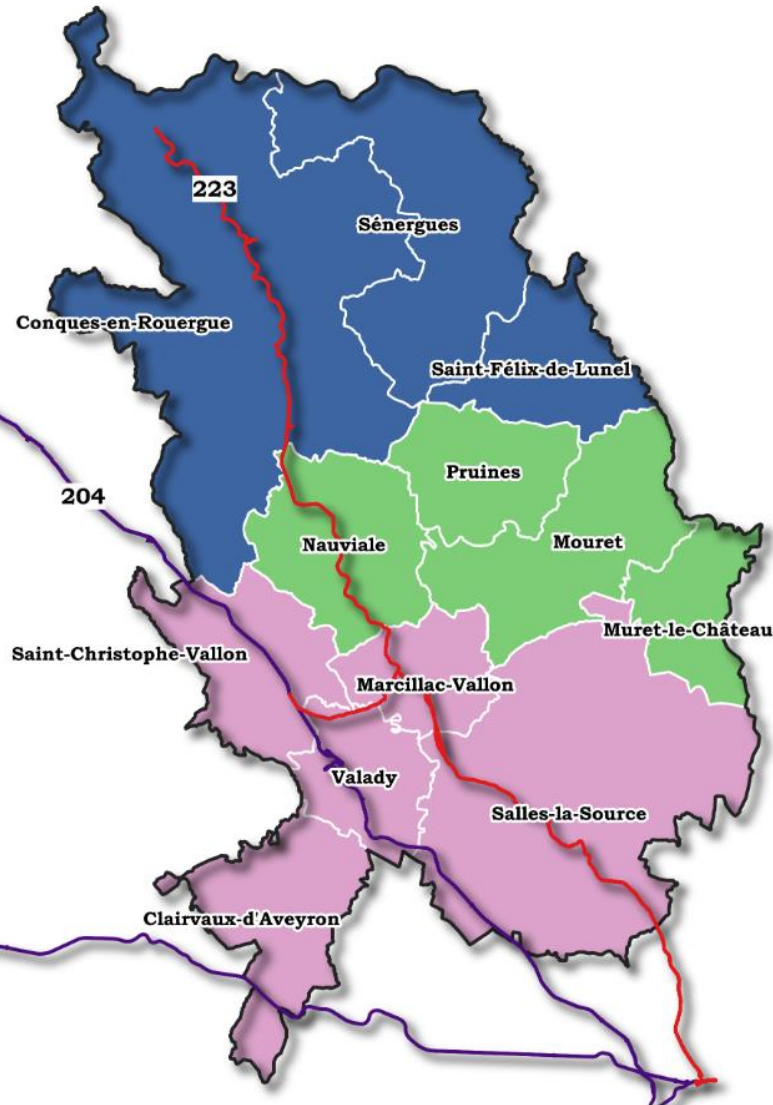 223
Sénergues
Conques-en-Rouergue
Saint-Félix-de-Lunel
Pruines
204
Nauviale
Mouret
Muret-le-Château
Saint-Christophe-Vallon
Marcillac-Vallon
Valady
Salles-la-Source
Clairvaux-d'Aveyron